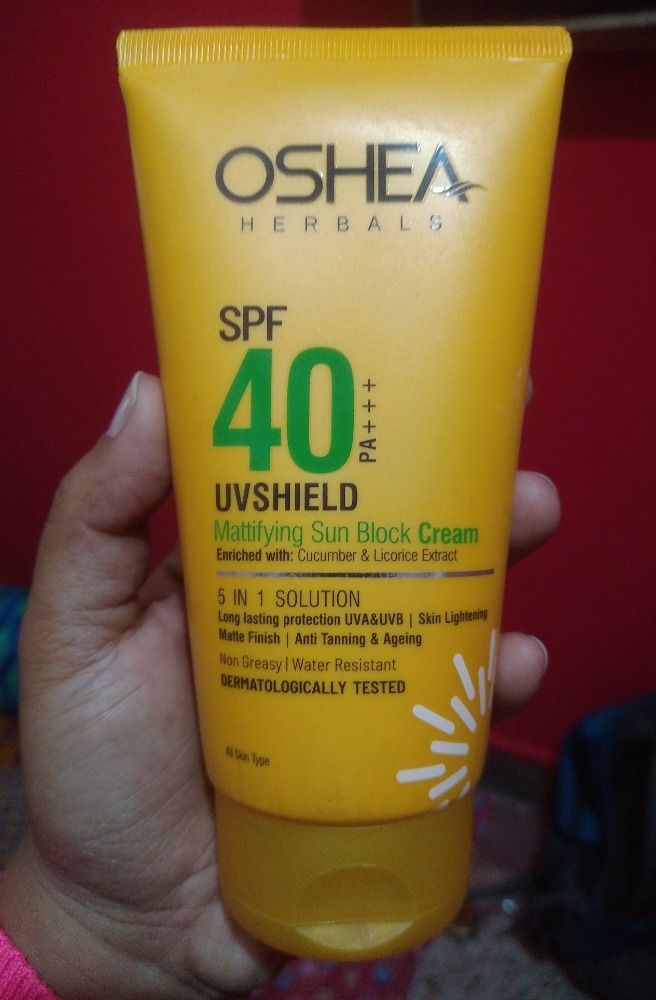 OSHEA
HERBALS
SPF
40
PA+++
UVSHIELD
Mattifying Sun Block Cream
Enriched with: Cucumber & Licorice Extract
5 IN 1 SOLUTION
Long lasting protection UVA&UVB | Skin Lightening
Matte Finish | Anti Tanning & Ageing
Non Greasy | Water Resistant
DERMATOLOGICALLY TESTED
All Skin Type